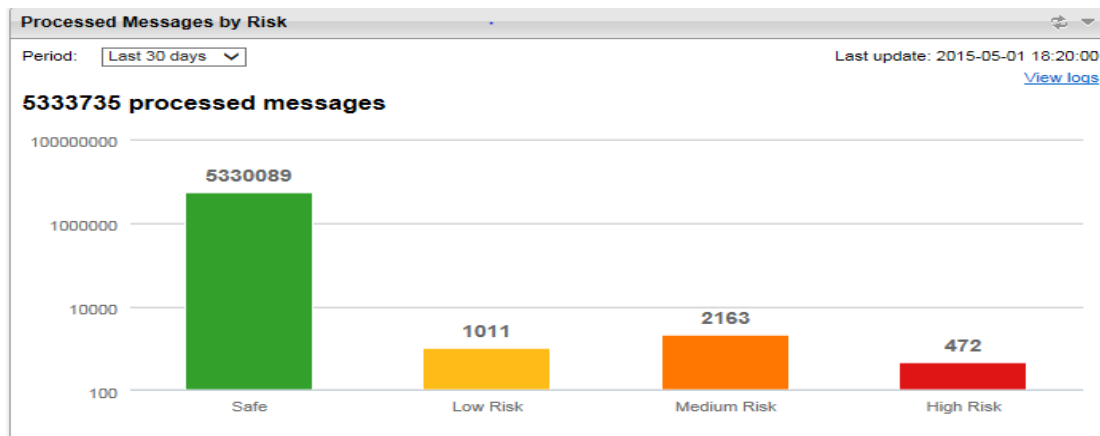 Processed Messages by Risk
Period: Last 30 days
Last update: 2015-05-01 18:20:00
View logs
5333735 processed messages
100000000
5330089
1000000
10000
1011
2163
472
100
Safe
Low Risk
Medium Risk
High Risk